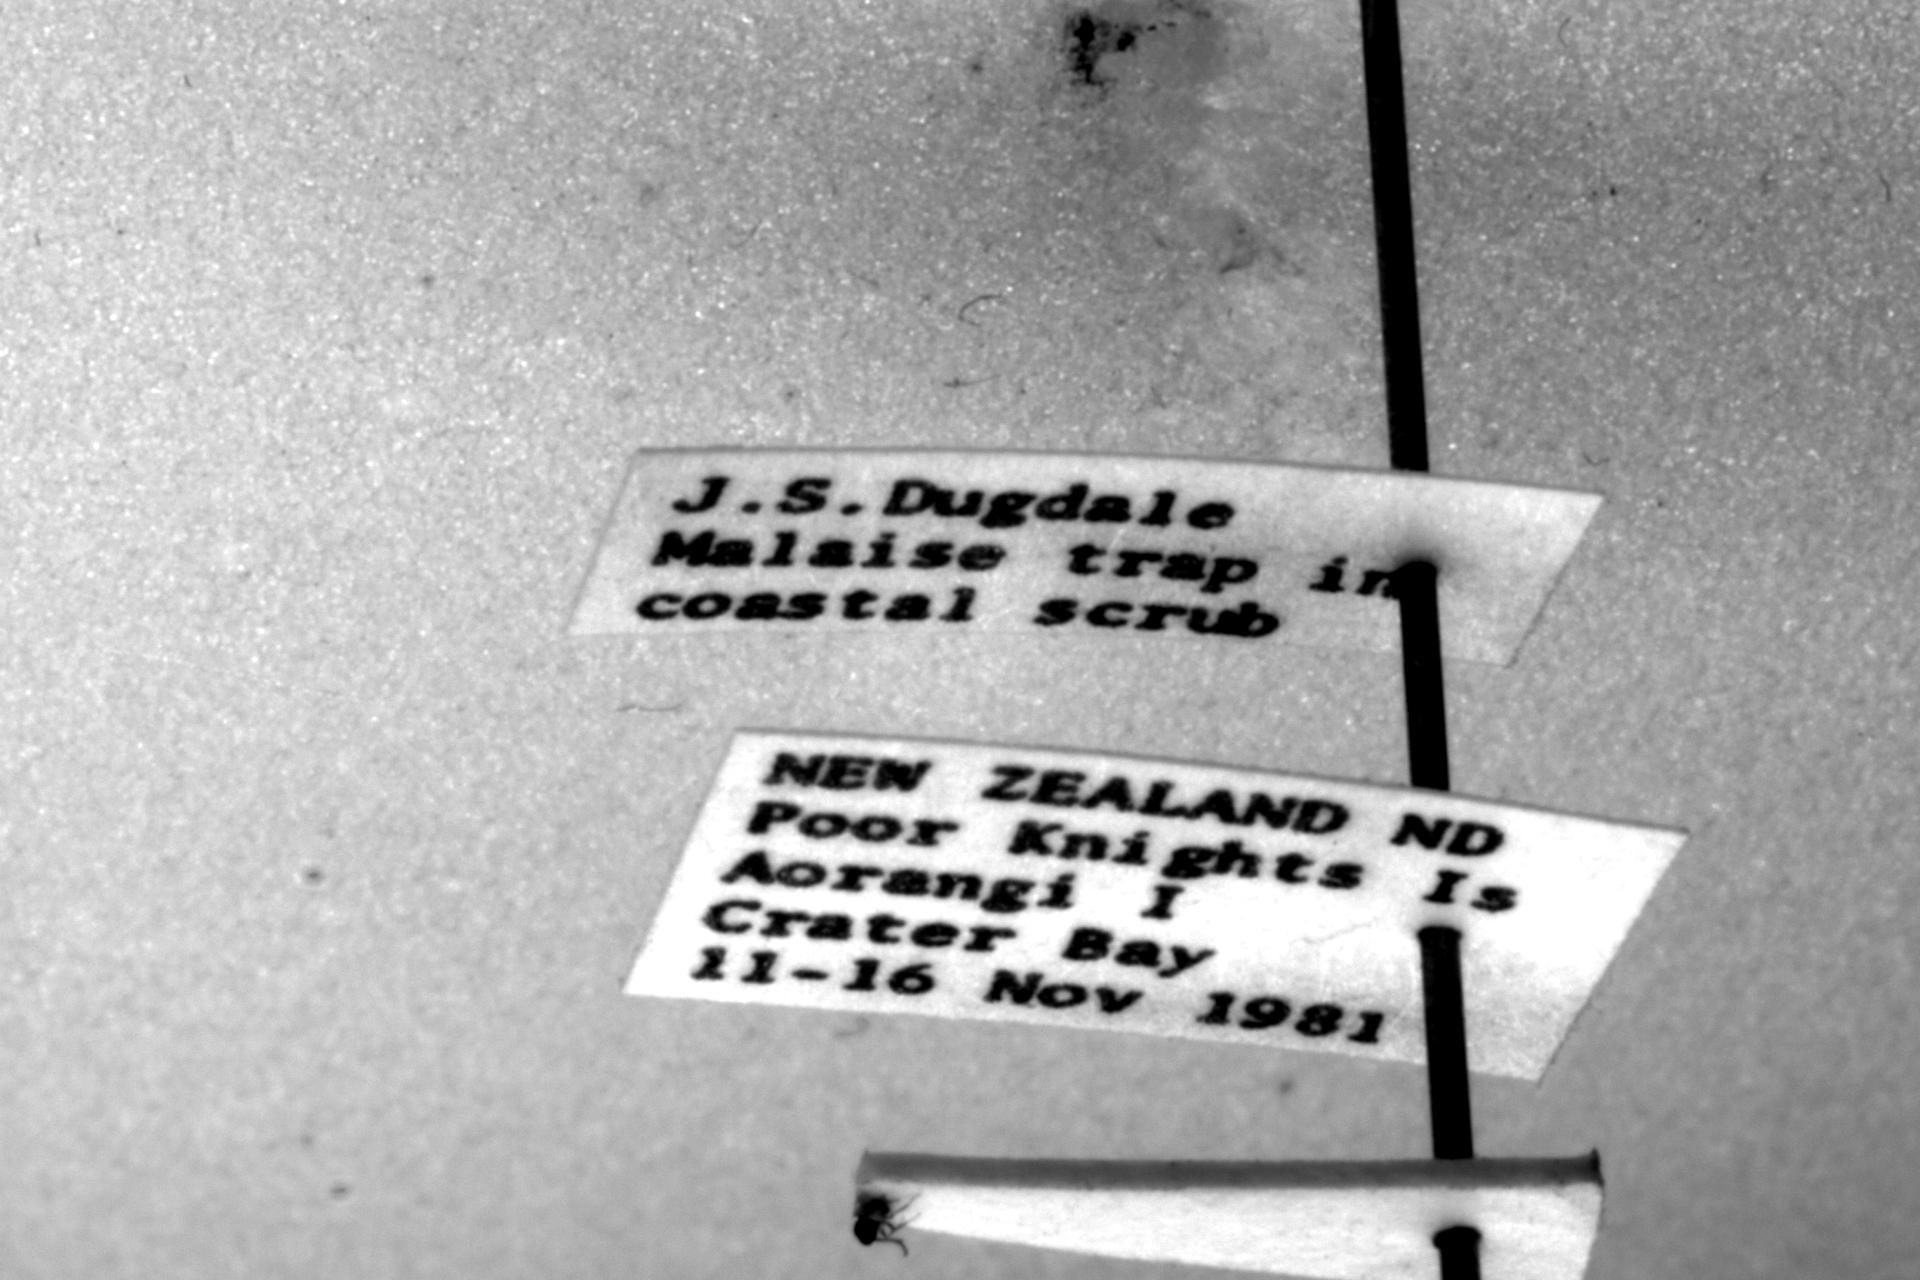 J.S.Dugdale
Malaise trap in
coastal scrub
NEW ZEALAND ND
Poor Knights Is
Aorangi I
Crater Bay
11-16 Nov 1981